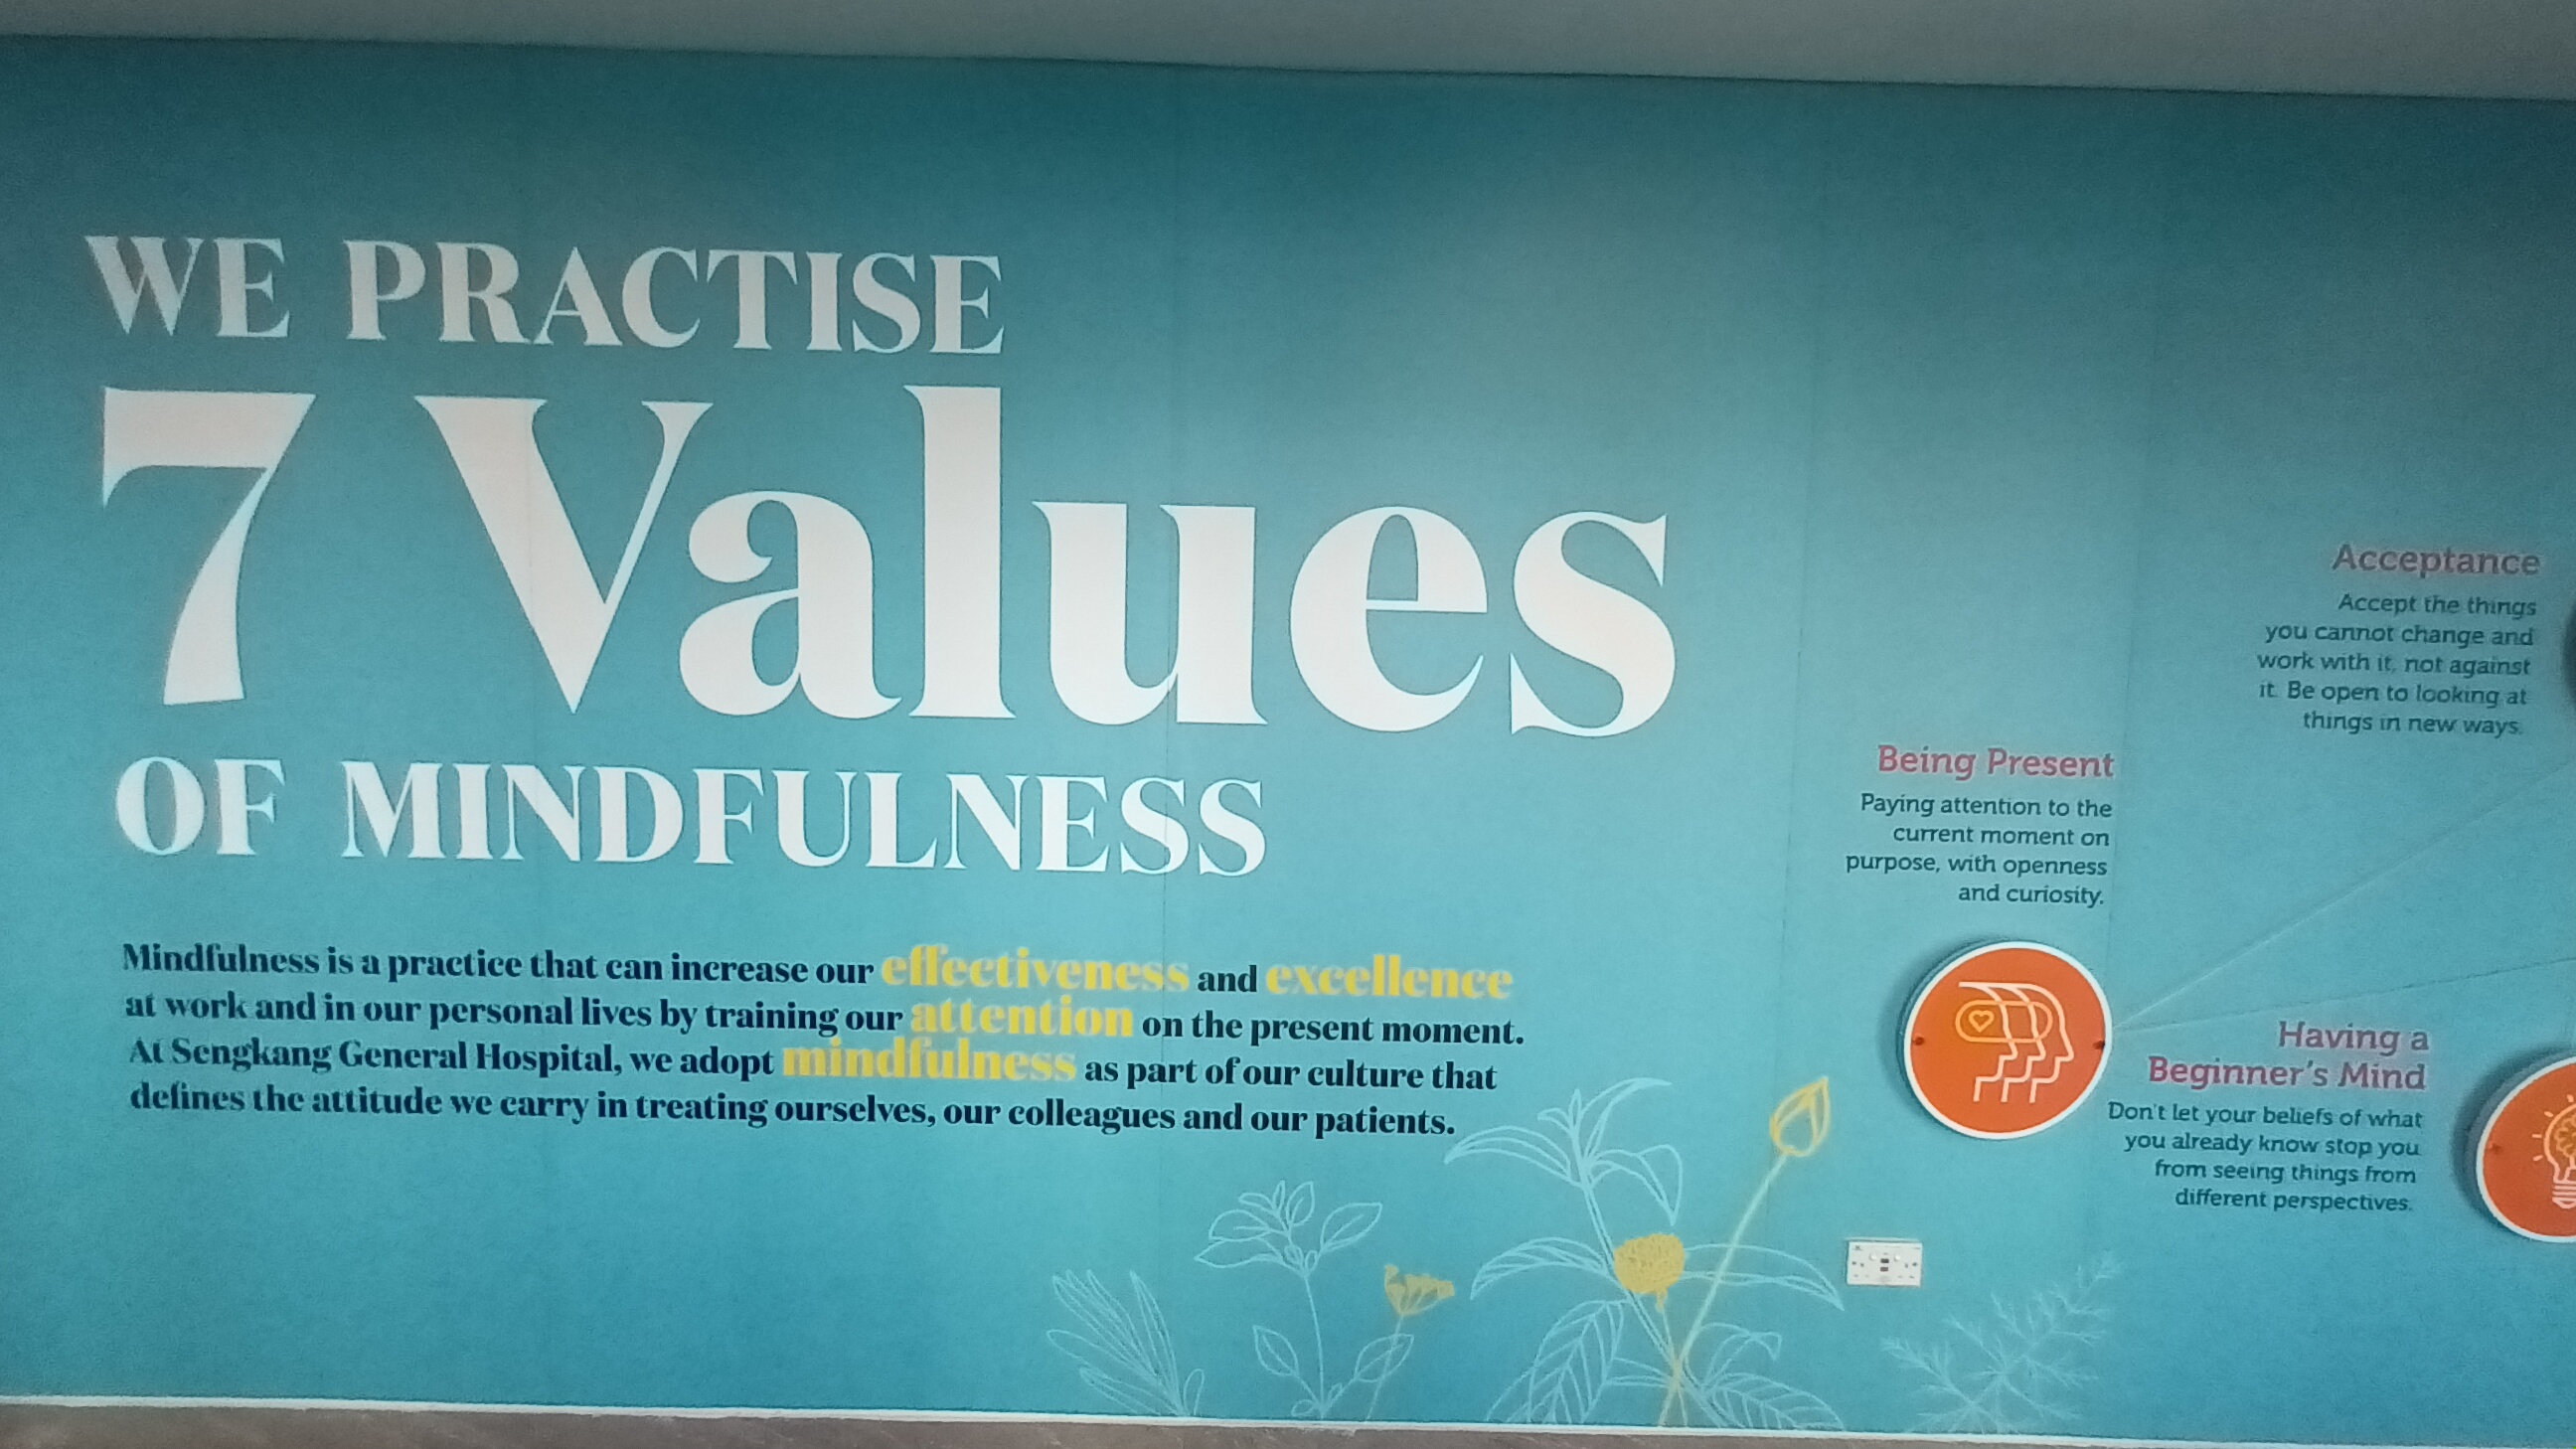 WE PRACTISE
7 Values
OF MINDFULNESS
Mindfulness is a practice that can increase our effectiveness and excellence
at work and in our personal lives by training our attention on the present moment.
At Sengkang General Hospital, we adopt mindfulness as part of our culture that
defines the attitude we carry in treating ourselves, our colleagues and our patients.
Being Present
Paying attention to the
current moment on
purpose, with openness
and curiosity.
Acceptance
Accept the things
you cannot change and
work with it, not against
it. Be open to looking at
things in new ways.
Having a
Beginner's Mind
Don't let your beliefs of what
you already know stop you
from seeing things from
different perspectives.